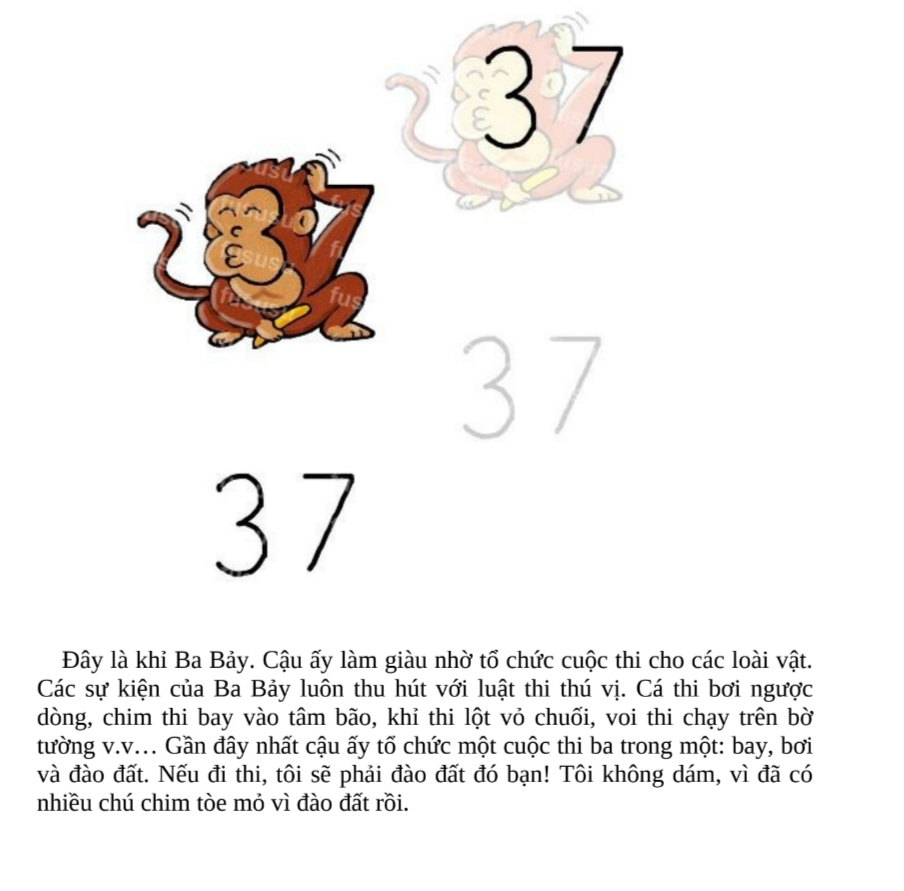 37
37
37
Đây là khỉ Ba Bảy. Cậu ấy làm giàu nhờ tổ chức cuộc thi cho các loài vật.
Các sự kiện của Ba Bảy luôn thu hút với luật thi thú vị. Cá thi bơi ngược
dòng, chim thi bay vào tâm bão, khỉ thi lột vỏ chuối, voi thi chạy trên bờ
tường v.v… Gần đây nhất cậu ấy tổ chức một cuộc thi ba trong một: bay, bơi
và đào đất. Nếu đi thi, tôi sẽ phải đào đất đó bạn! Tôi không dám, vì đã có
nhiều chú chim tòe mỏ vì đào đất rồi.